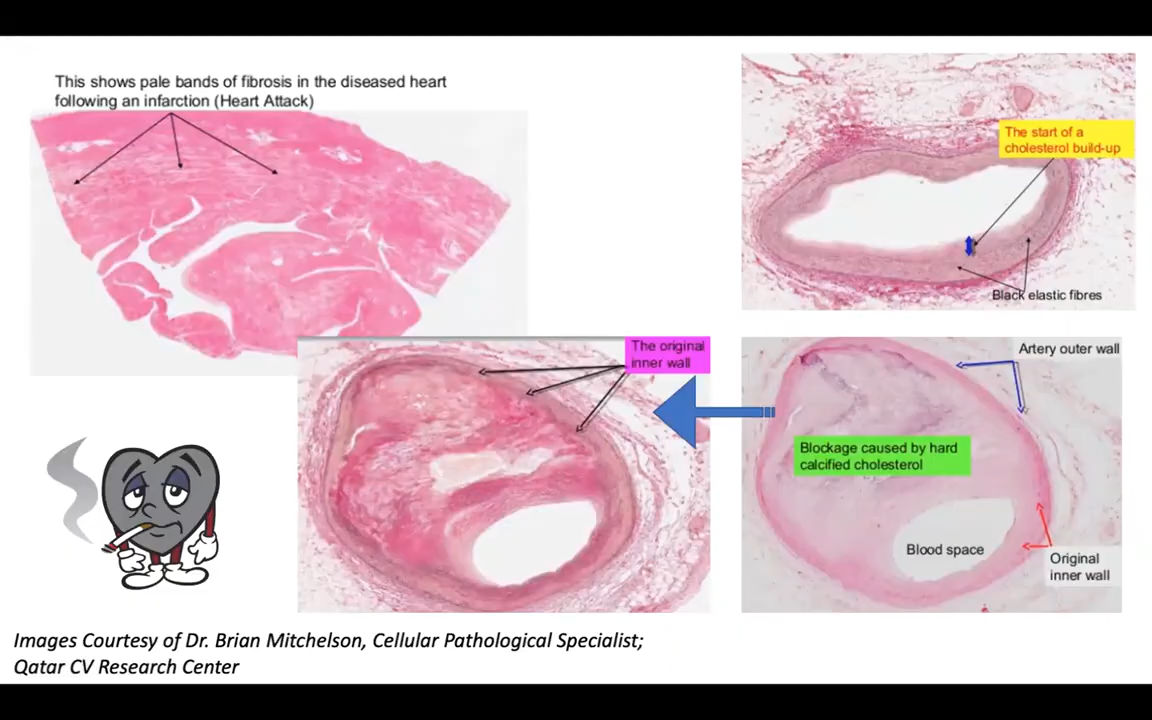 This shows pale bands of fibrosis in the diseased heart
following an infarction (Heart Attack)
The start of a
cholesterol build-up
Black elastic fibres
The original
inner wall
Artery outer wall
Blockage caused by hard
calcified cholesterol
Blood space
Original
inner wall
Images Courtesy of Dr. Brian Mitchelson, Cellular Pathological Specialist;
Qatar CV Research Center